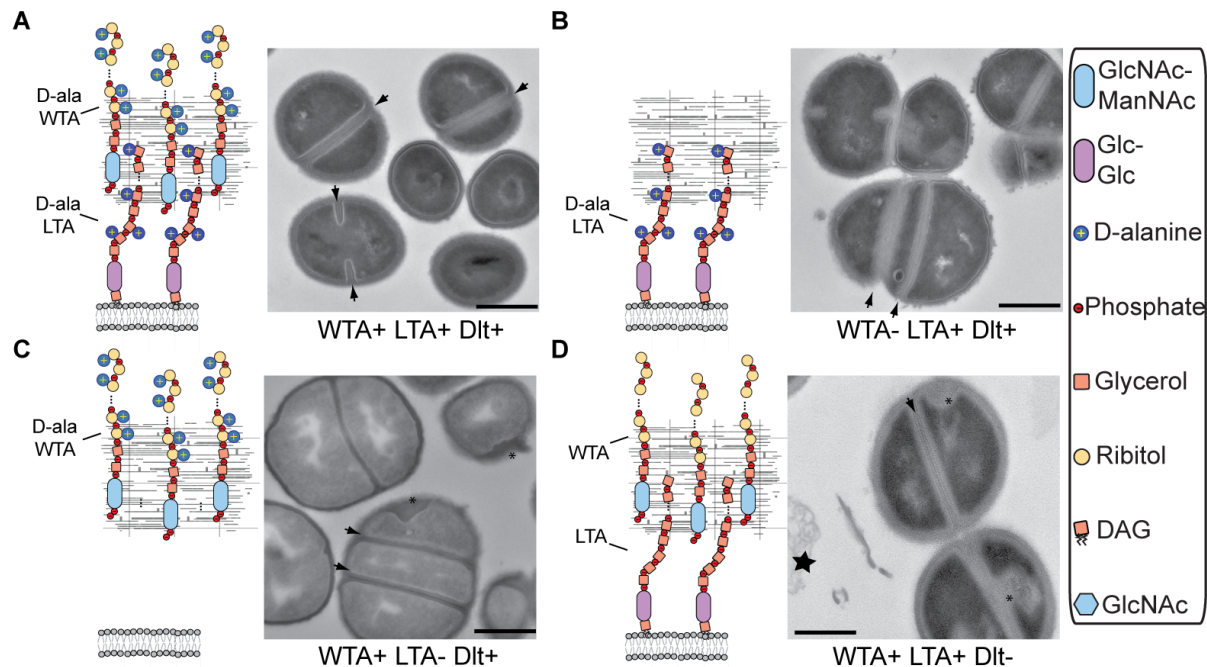 A
D-ala
WTA
D-ala
LTA
WTA+ LTA+ Dlt+
B
D-ala
LTA
WTA- LTA+ Dlt+
C
D-ala
WTA
*
*
WTA+ LTA- Dlt+
D
WTA
LTA
*
*
WTA+ LTA+ Dlt-
GlcNAc-
ManNAc
Glc-
Glc
+ D-alanine
Phosphate
Glycerol
Ribitol
DAG
GlcNAc